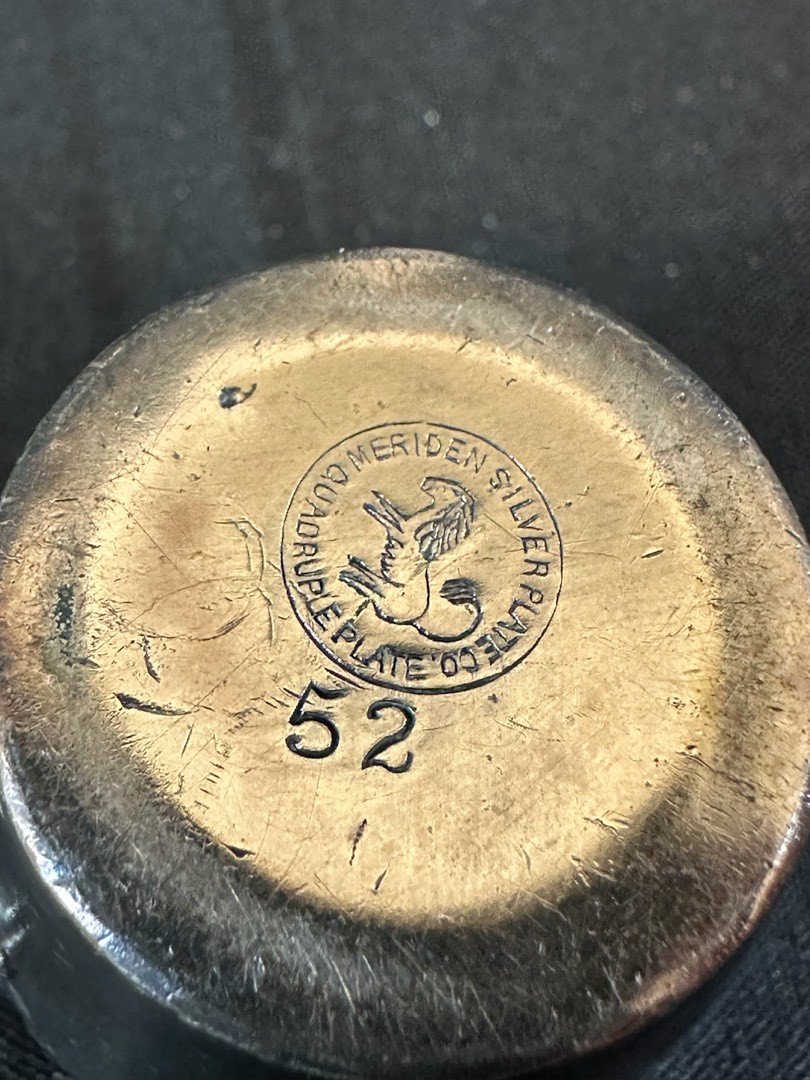 MERIDEN SILVER PLATE CO.
QUADRUPLE PLATE
52